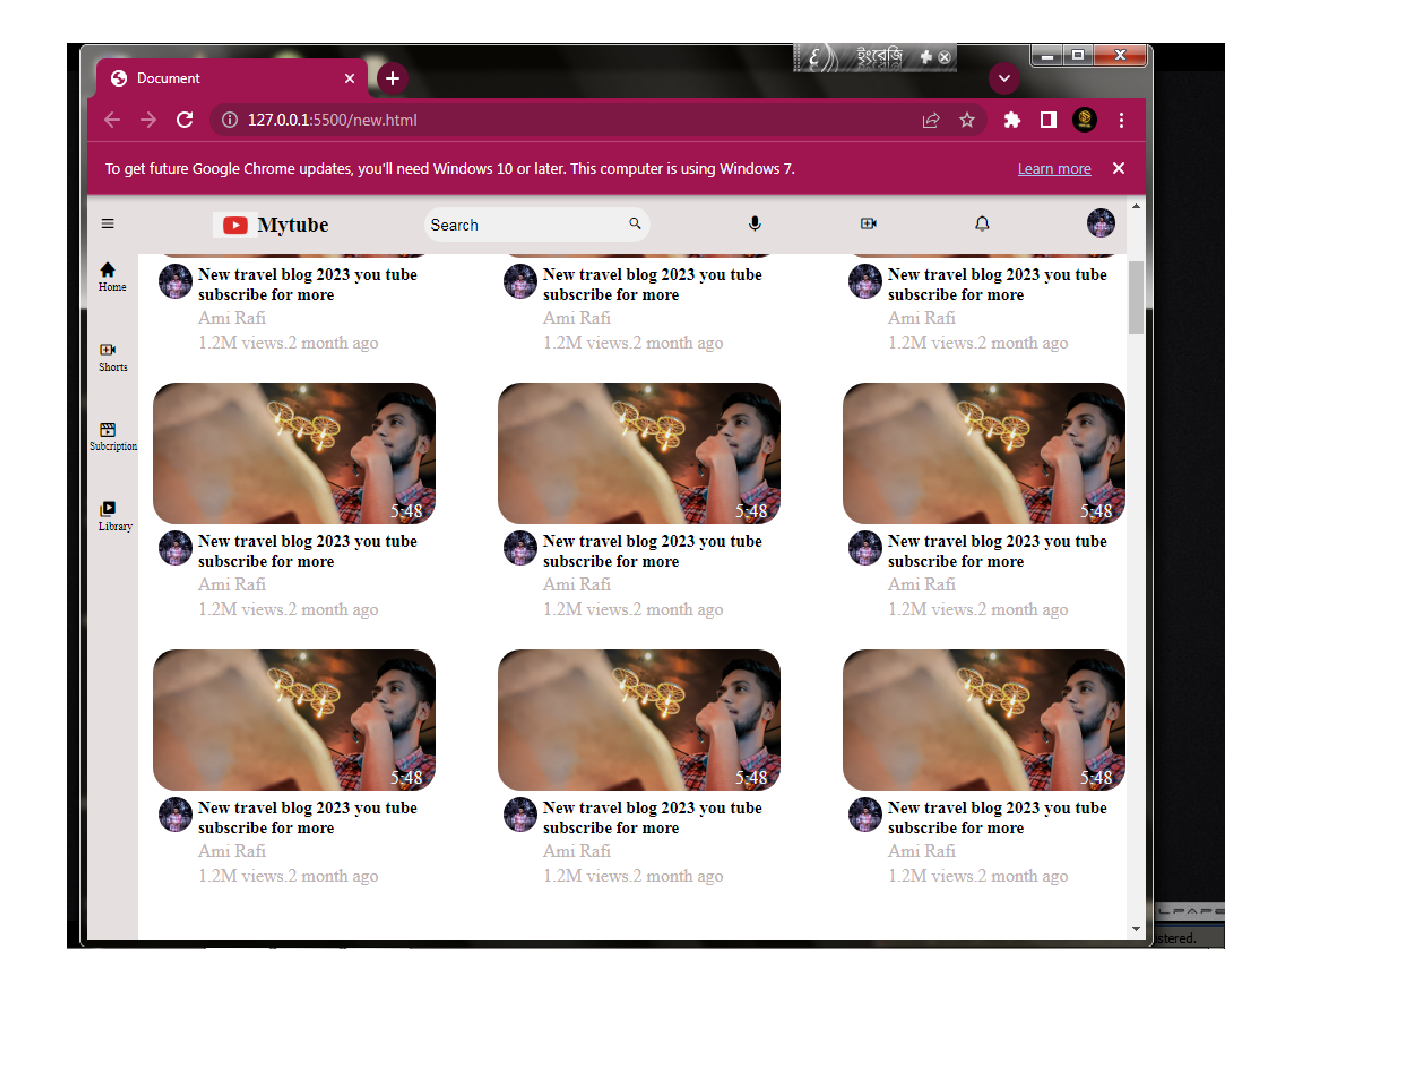 ইংরেজি
Document
127.0.0.1:5500/new.html
To get future Google Chrome updates, you'll need Windows 10 or later. This computer is using Windows 7.
Learn more
Mytube
Search
Home
Shorts
Subcription
Library
New travel blog 2023 you tube
subscribe for more
Ami Rafi
1.2M views.2 month ago
New travel blog 2023 you tube
subscribe for more
Ami Rafi
1.2M views.2 month ago
New travel blog 2023 you tube
subscribe for more
Ami Rafi
1.2M views.2 month ago
5:48
New travel blog 2023 you tube
subscribe for more
Ami Rafi
1.2M views.2 month ago
5:48
New travel blog 2023 you tube
subscribe for more
Ami Rafi
1.2M views.2 month ago
5:48
New travel blog 2023 you tube
subscribe for more
Ami Rafi
1.2M views.2 month ago
5:48
New travel blog 2023 you tube
subscribe for more
Ami Rafi
1.2M views.2 month ago
5:48
New travel blog 2023 you tube
subscribe for more
Ami Rafi
1.2M views.2 month ago
5:48
New travel blog 2023 you tube
subscribe for more
Ami Rafi
1.2M views.2 month ago
stered.